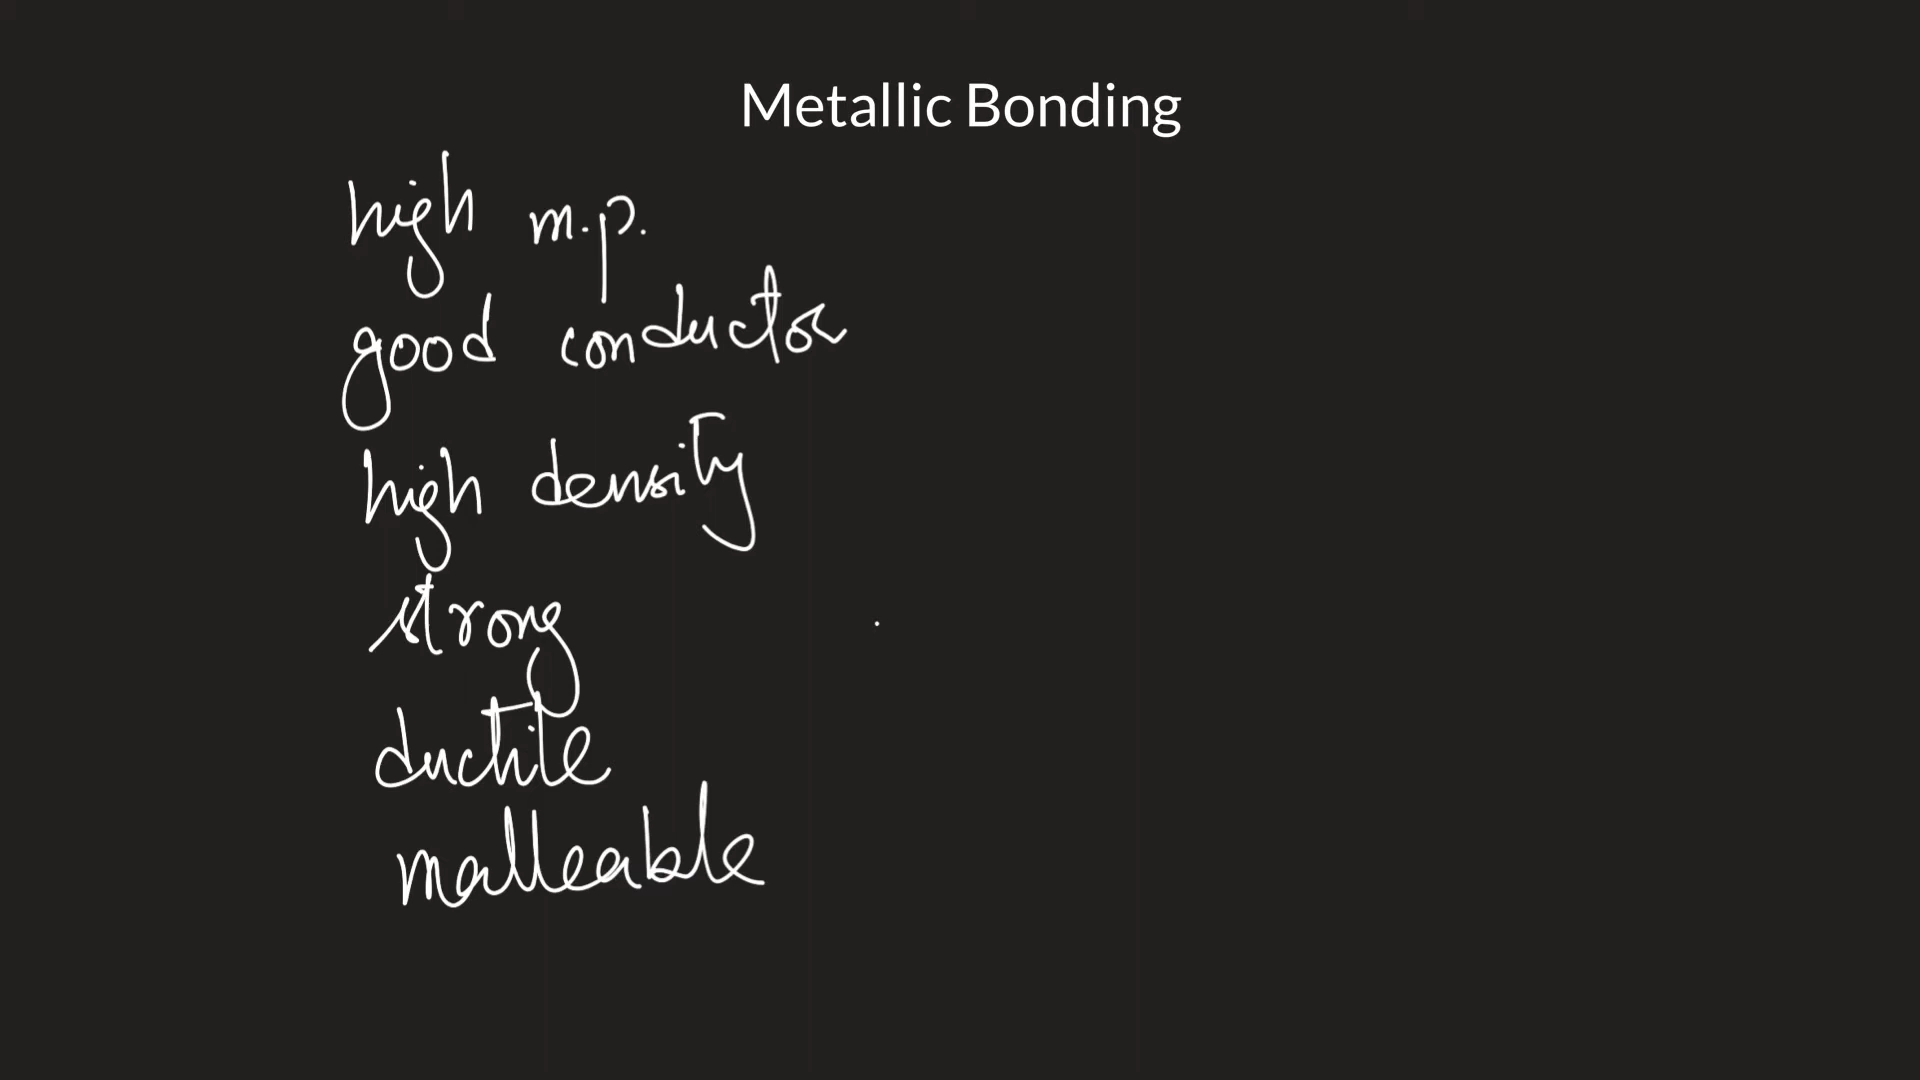 Metallic Bonding
high m.p.
good conductor
high density
strong
ductile
malleable